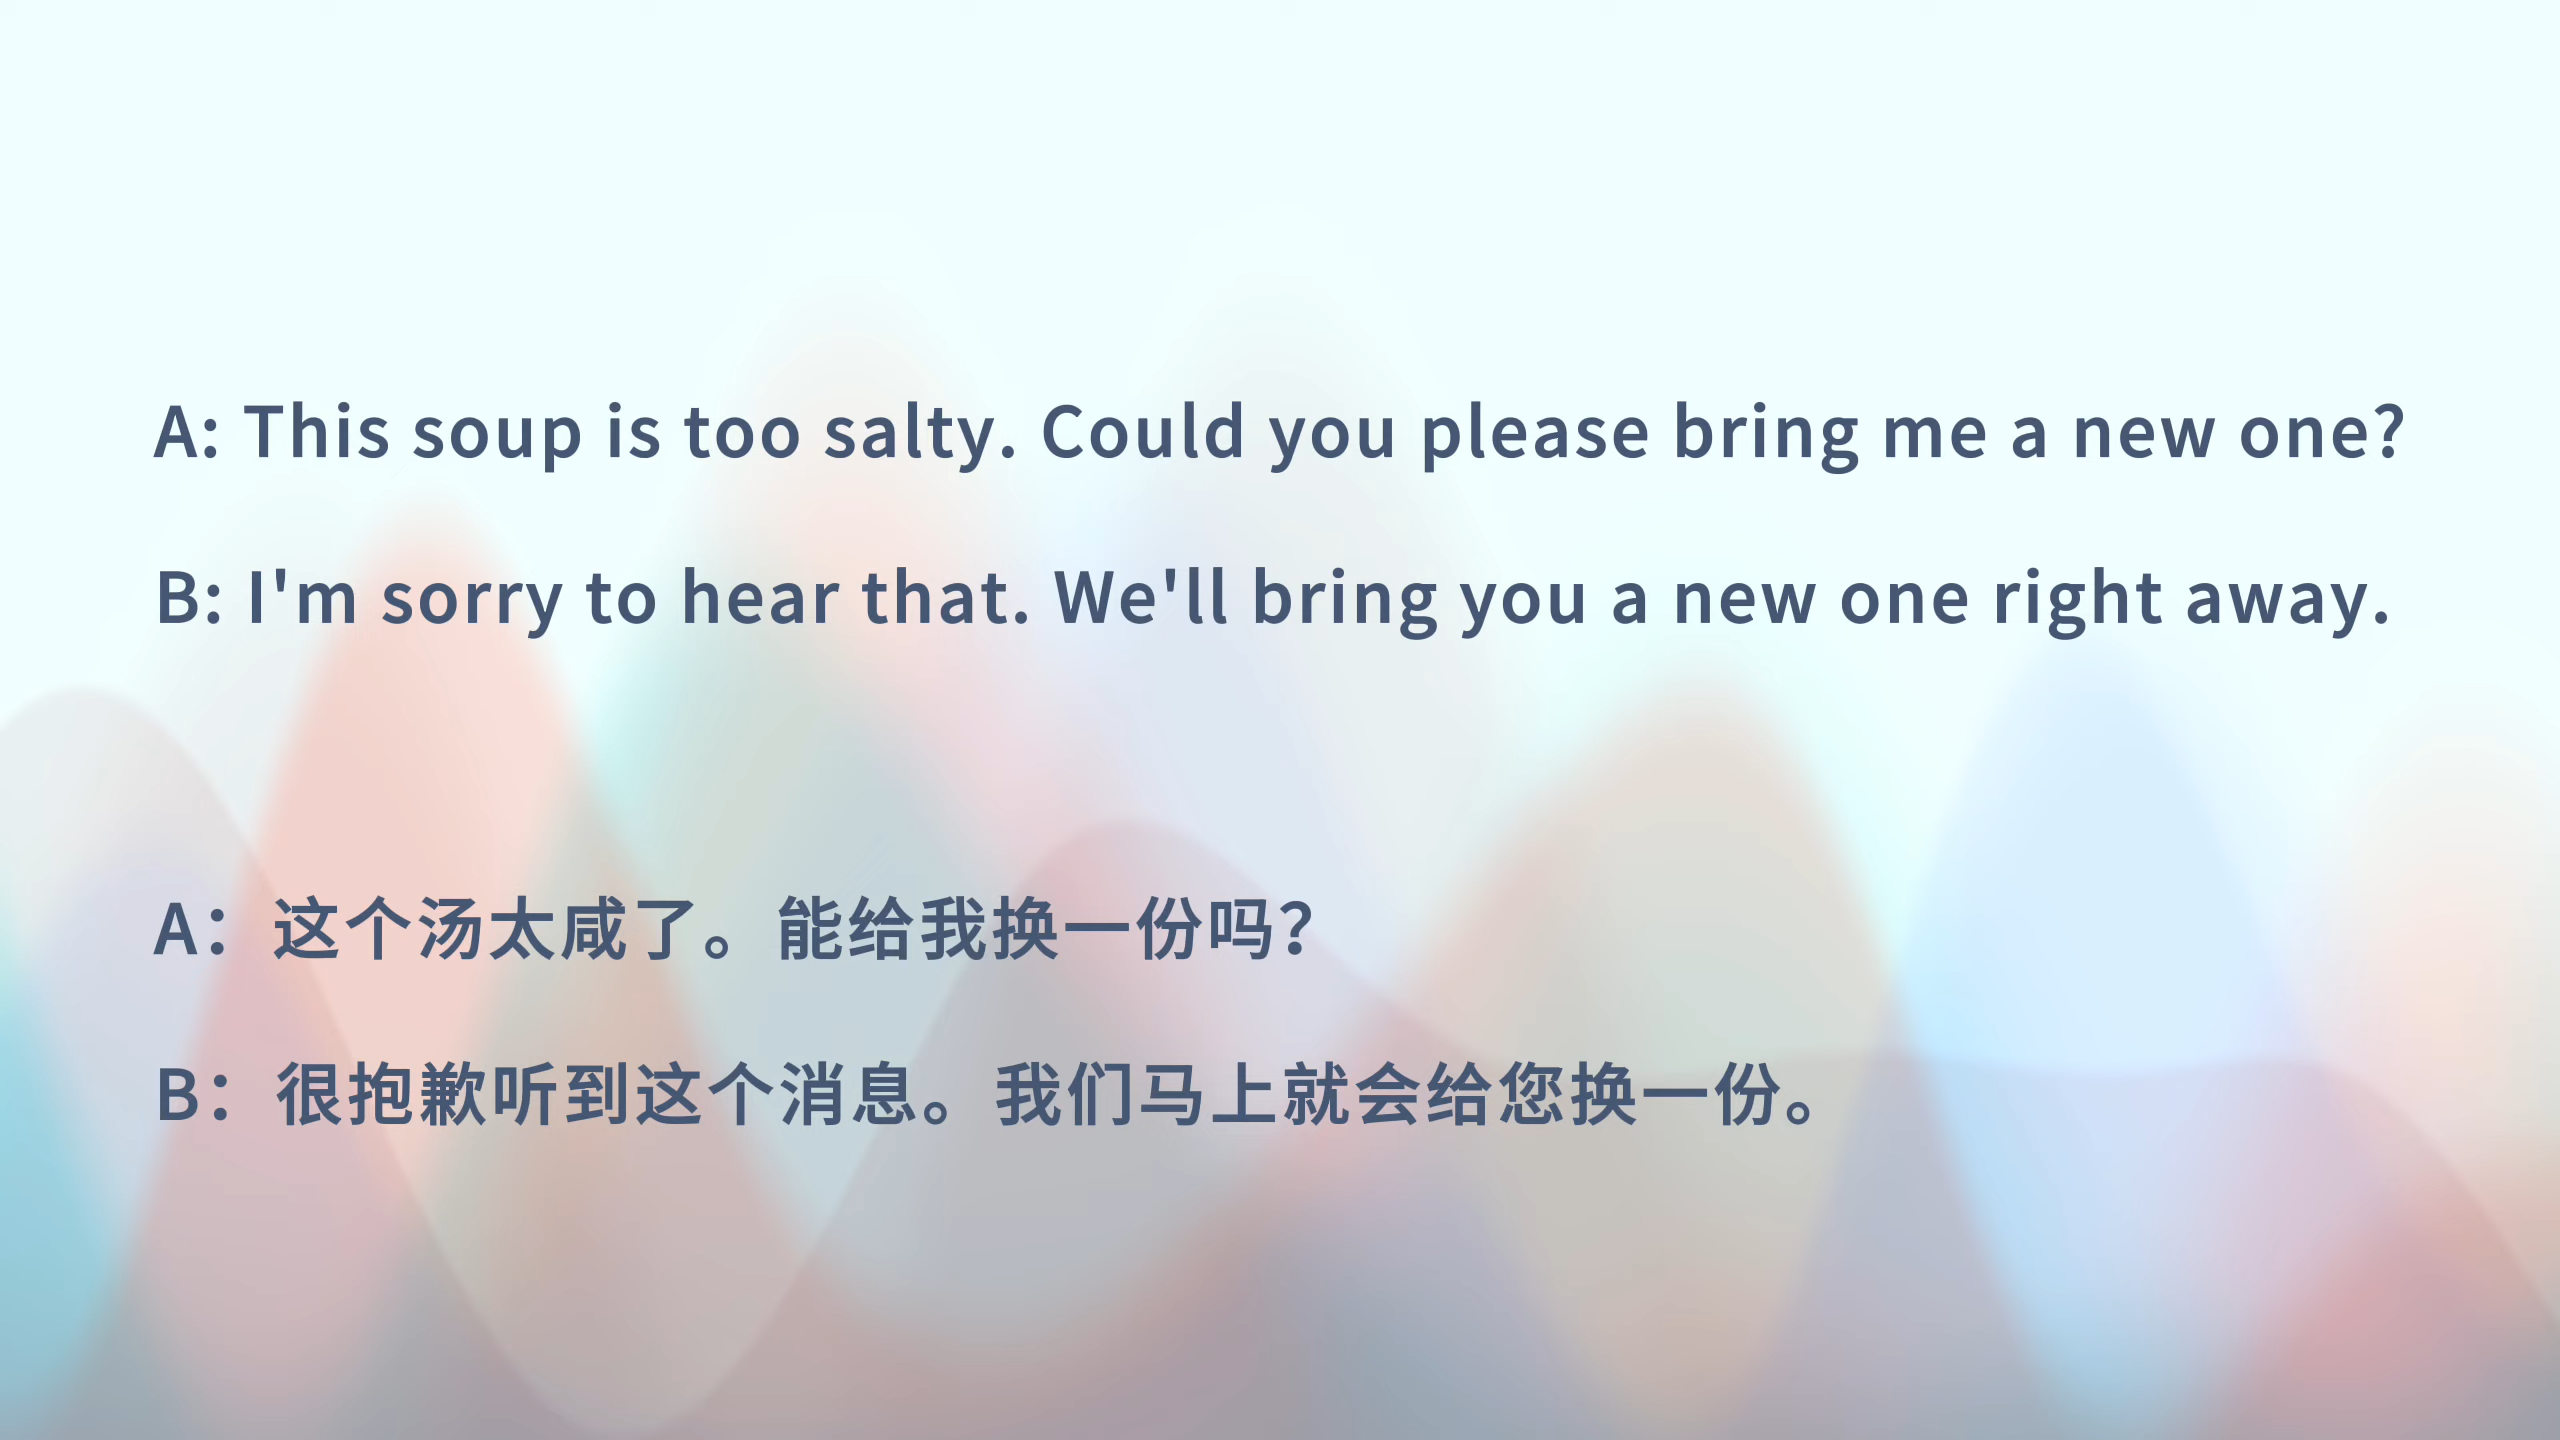 A: This soup is too salty. Could you please bring me a new one?
B: I'm sorry to hear that. We'll bring you a new one right away.
A：这个汤太咸了。能给我换一份吗？
B：很抱歉听到这个消息。我们马上就会给您换一份。